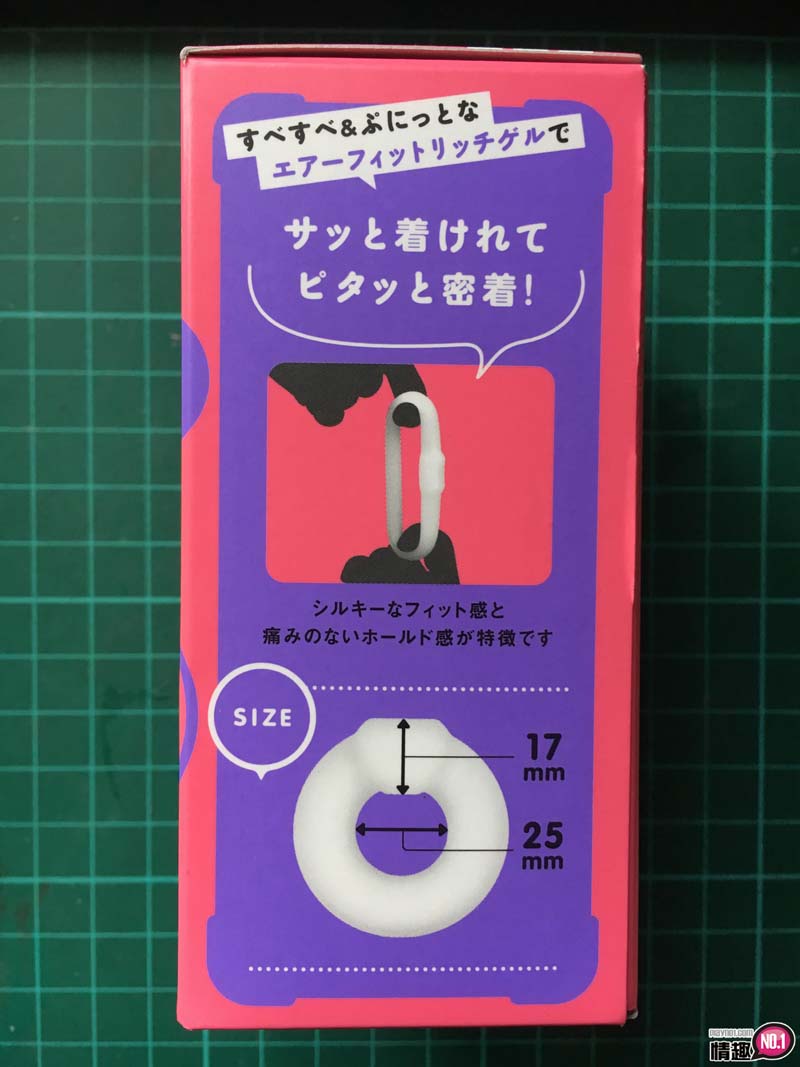 すべすべ&ぷにっとな
エアーフィットリッチゲルで
サッと着けれて
ピタッと密着!
シルキーなフィット感と
痛みのないホールド感が特徴です
SIZE
17
mm
25
mm
playno1.com
情趣 NO.1